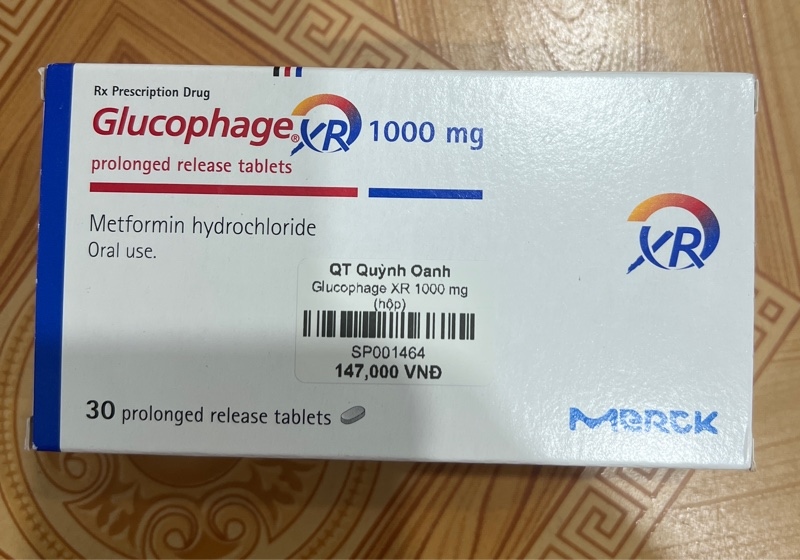 Rx Prescription Drug
Glucophage® XR 1000 mg
prolonged release tablets
Metformin hydrochloride
Oral use.
XR
QT Quỳnh Oanh
Glucophage XR 1000 mg
(hộp)
SP001464
147,000 VNĐ
30 prolonged release tablets
MERCK